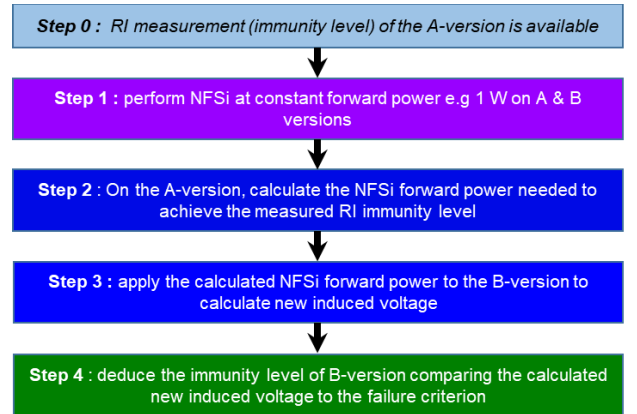 Step 0 : RI measurement (immunity level) of the A-version is available
Step 1 : perform NFSi at constant forward power e.g 1 W on A & B
versions
Step 2 : On the A-version, calculate the NFSi forward power needed to
achieve the measured RI immunity level
Step 3 : apply the calculated NFSi forward power to the B-version to
calculate new induced voltage
Step 4 : deduce the immunity level of B-version comparing the calculated
new induced voltage to the failure criterion